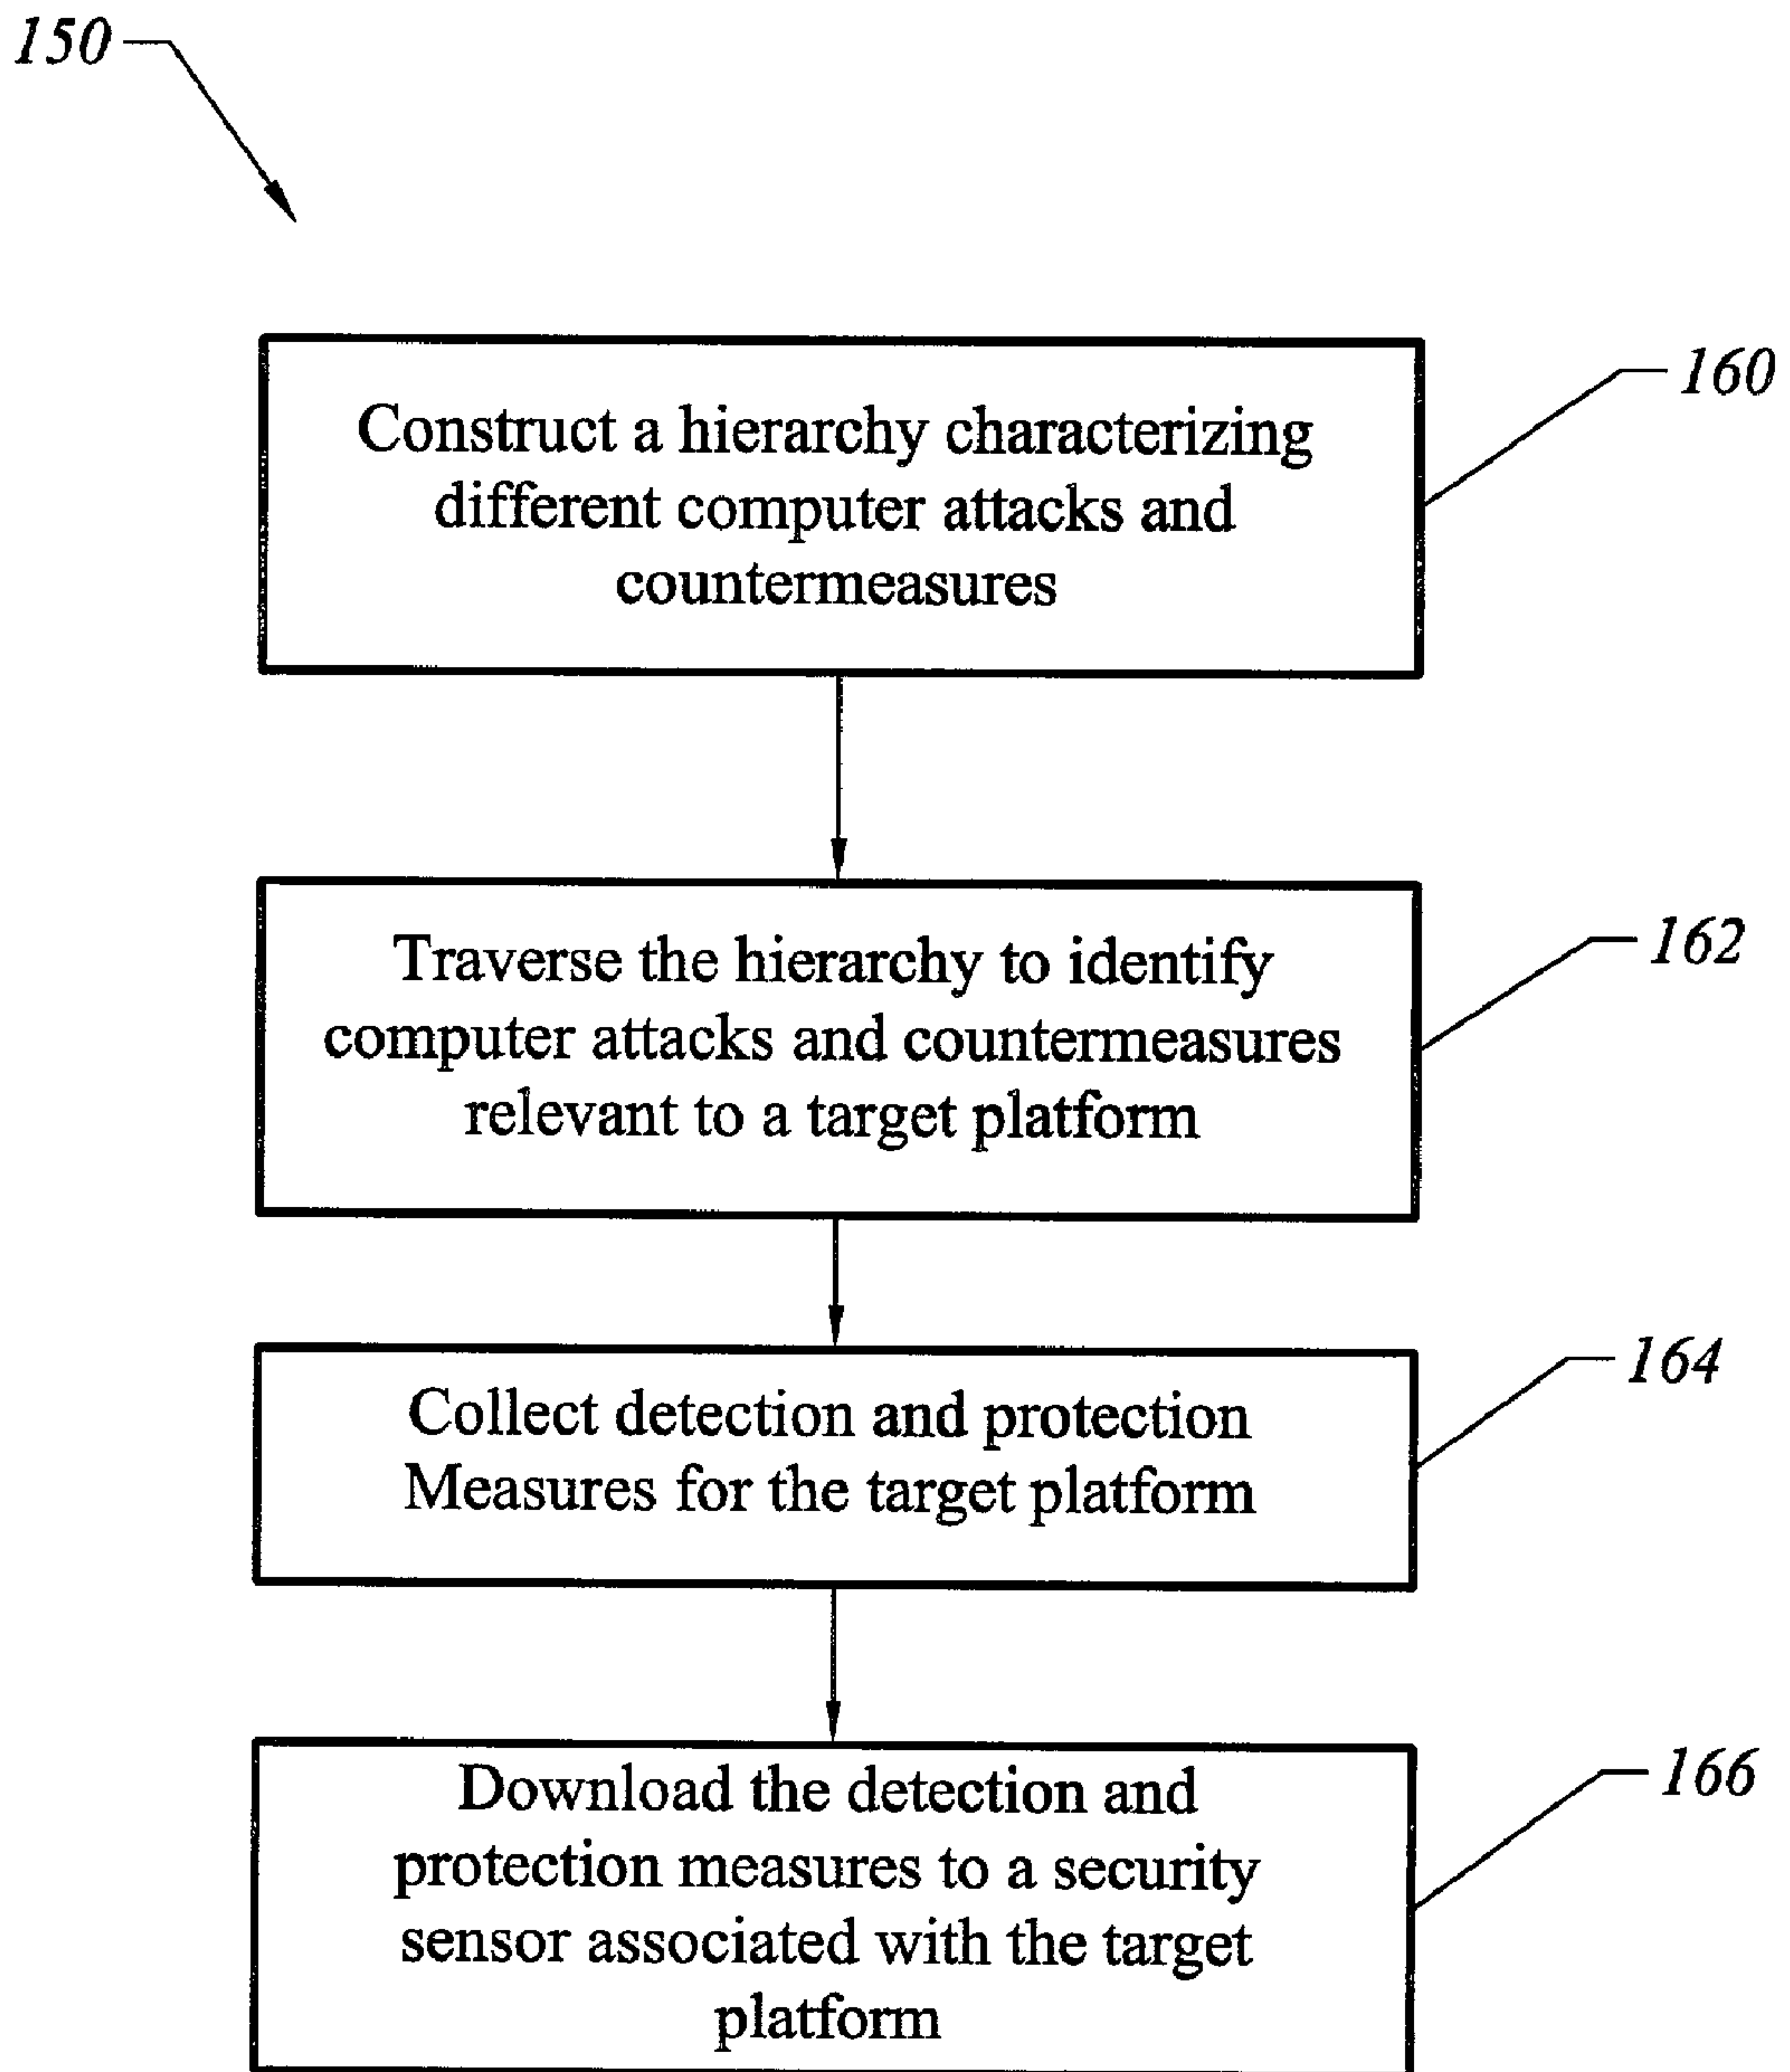 150
Construct a hierarchy characterizing
different computer attacks and
countermeasures
160
Traverse the hierarchy to identify
computer attacks and countermeasures
relevant to a target platform
162
Collect detection and protection
Measures for the target platform
164
Download the detection and
protection measures to a security
sensor associated with the target
platform
166